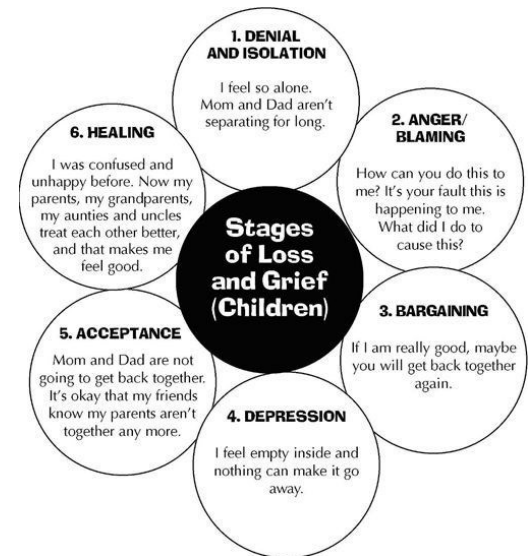 Stages
of Loss
and Grief
(Children)
1. DENIAL
AND ISOLATION
I feel so alone.
Mom and Dad aren't
separating for long.
2. ANGER/
BLAMING
How can you do this to
me? It's your fault this is
happening to me.
What did I do to
cause this?
3. BARGAINING
If I am really good, maybe
you will get back together
again.
4. DEPRESSION
I feel empty inside and
nothing can make it go
away.
5. ACCEPTANCE
Mom and Dad are not
going to get back together.
It's okay that my friends
know my parents aren't
together any more.
6. HEALING
I was confused and
unhappy before. Now my
parents, my grandparents,
my aunties and uncles
treat each other better,
and that makes me
feel good.